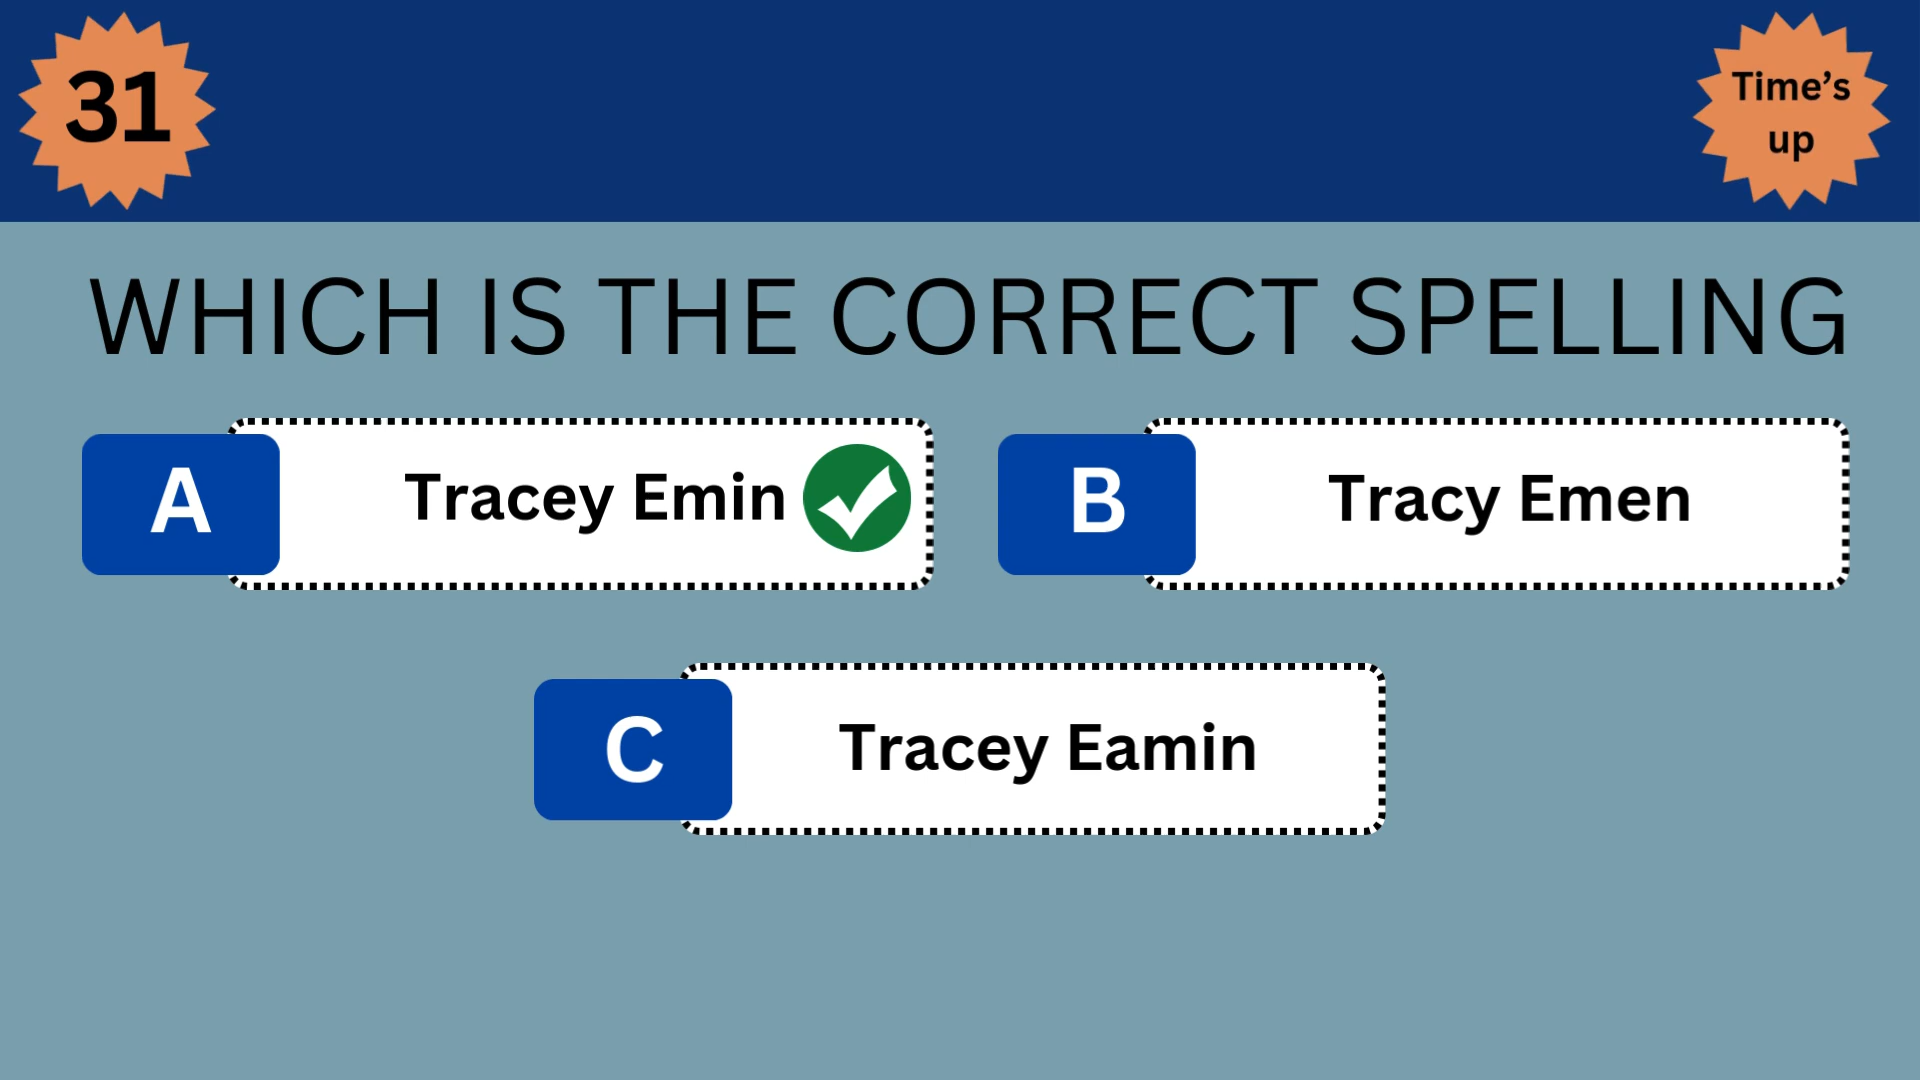 31
Time’s
up
WHICH IS THE CORRECT SPELLING
A
Tracey Emin
B
Tracy Emen
C
Tracey Eamin